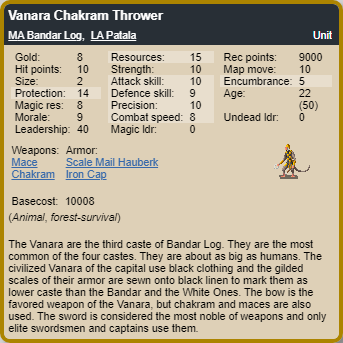 Vanara Chakram Thrower
MA Bandar Log, LA Patala Unit
Gold: 8 Resources: 15 Rec points: 9000
Hit points: 10 Strength: 10 Map move: 10
Size: 2 Attack skill: 10 Encumbrance: 5
Protection: 14 Defence skill: 9 Age: 22
Magic res: 8 Precision: 10 (50)
Morale: 9 Combat speed: 8 Undead ldr: 0
Leadership: 40 Magic ldr: 0
Weapons: Armor:
Mace Scale Mail Hauberk
Chakram Iron Cap
Basecost: 10008
(Animal, forest-survival)
The Vanara are the third caste of Bandar Log. They are the most
common of the four castes. They are about as big as humans. The
civilized Vanara of the capital use black clothing and the gilded
scales of their armor are sewn onto black linen to mark them as
lower caste than the Bandar and the White Ones. The bow is the
favored weapon of the Vanara, but chakram and maces are also
used. The sword is considered the most noble of weapons and only
elite swordsmen and captains use them.